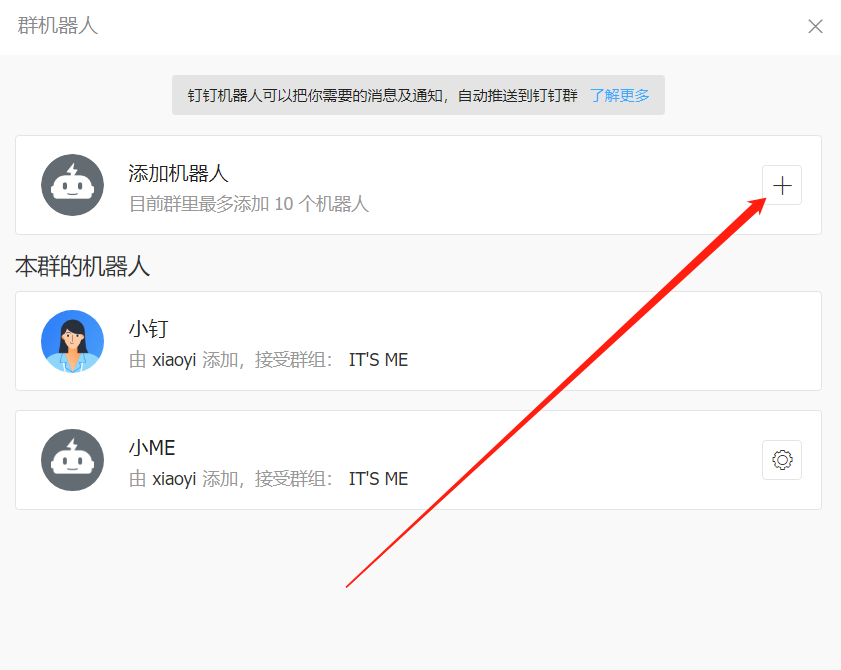 群机器人
钉钉机器人可以把你需要的消息及通知，自动推送到钉钉群 了解更多
添加机器人
目前群里最多添加 10 个机器人
本群的机器人
小钉
由 xiaoyi 添加，接受群组： IT'S ME
小ME
由 xiaoyi 添加，接受群组： IT'S ME